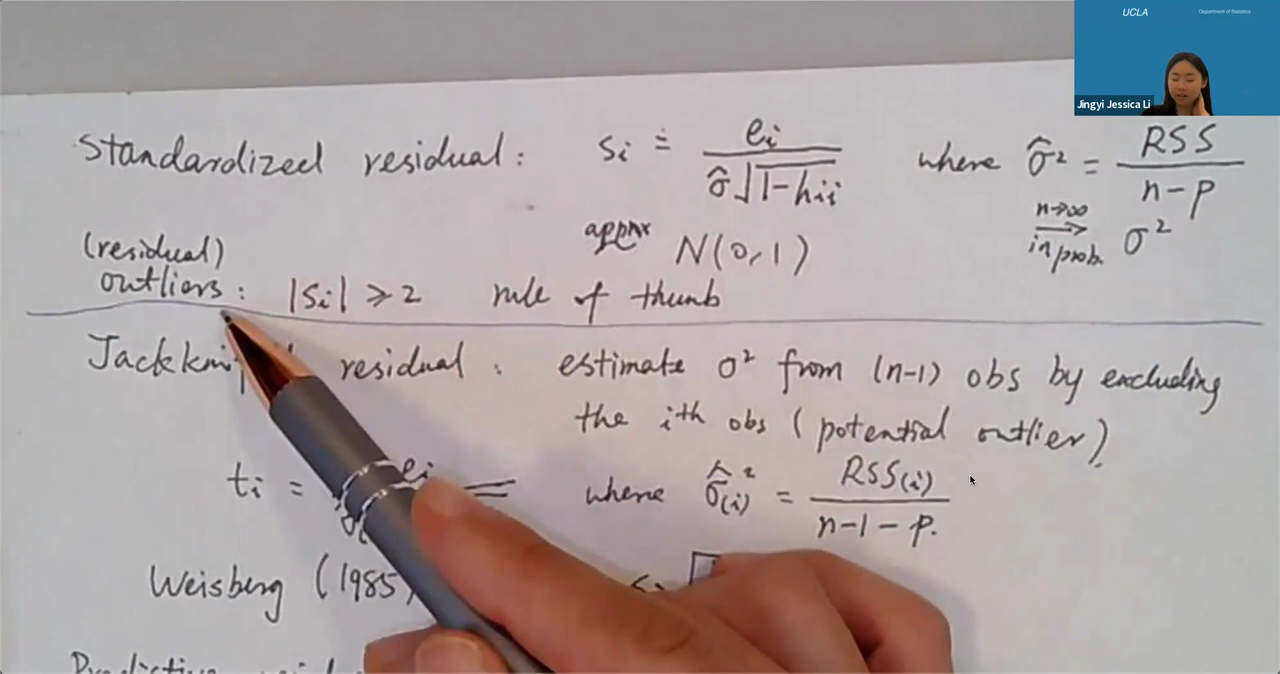 UCLA Department of Statistics
Jingyi Jessica Li
Standardized residual: si ≐ ei / σ̂√(1-hii) where σ̂² = RSS / n-p
n→∞ → in prob. σ²
approx N(0,1)
(residual)
outliers: |si| ≥ 2 rule of thumb
residual: estimate σ² from (n-1) obs by excluding
the ith obs (potential outlier).
ti = ei where σ̂(i)² = RSS(i) / n-1-p.
Weisberg (1985